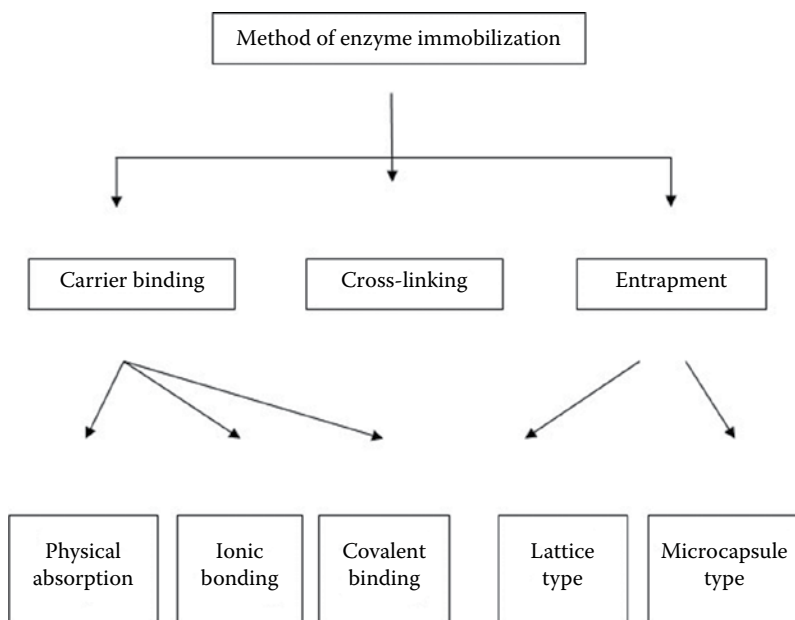 Method of enzyme immobilization
Carrier binding
Cross-linking
Entrapment
Physical
absorption
Ionic
bonding
Covalent
binding
Lattice
type
Microcapsule
type